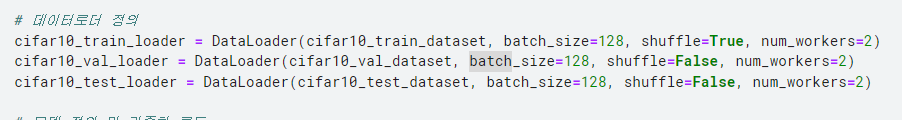 # 데이터로더 정의
cifar10_train_loader = DataLoader(cifar10_train_dataset, batch_size=128, shuffle=True, num_workers=2)
cifar10_val_loader = DataLoader(cifar10_val_dataset, batch_size=128, shuffle=False, num_workers=2)
cifar10_test_loader = DataLoader(cifar10_test_dataset, batch_size=128, shuffle=False, num_workers=2)